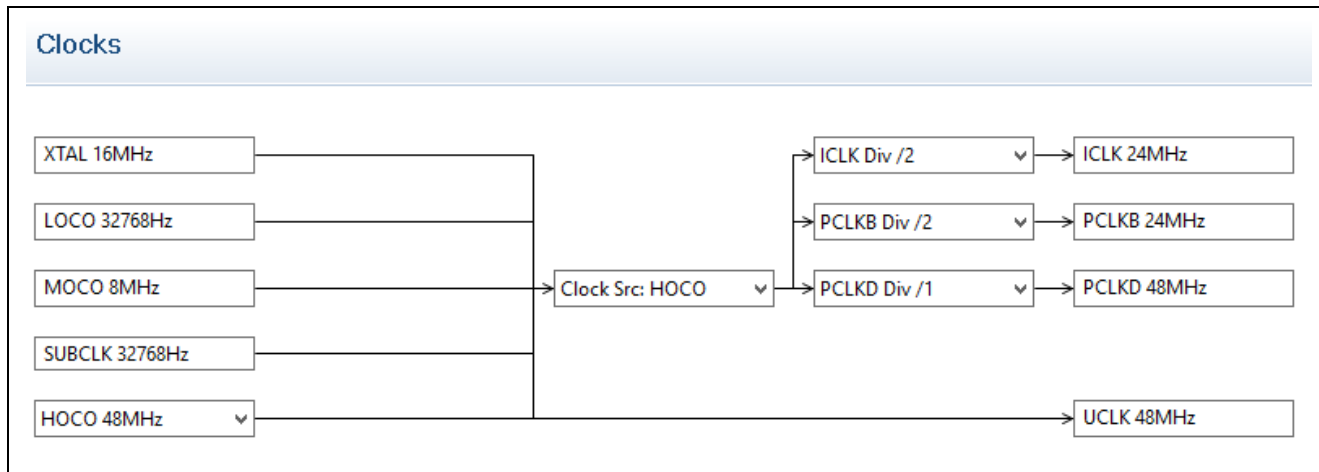 Clocks
XTAL 16MHz
LOCO 32768Hz
MOCO 8MHz
SUBCLK 32768Hz
HOCO 48MHz
Clock Src: HOCO
ICLK Div /2
PCLKB Div /2
PCLKD Div /1
ICLK 24MHz
PCLKB 24MHz
PCLKD 48MHz
UCLK 48MHz